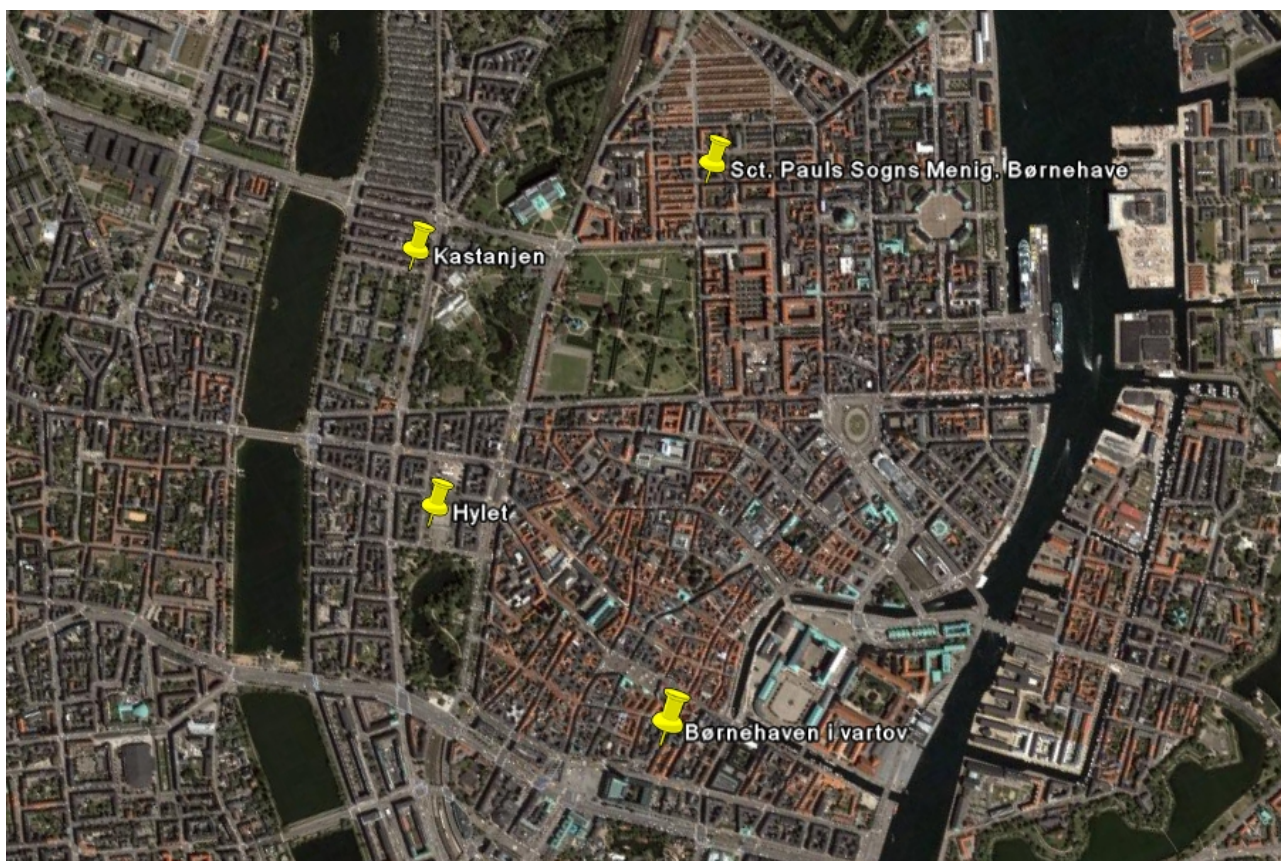 Sct. Pauls Sogns Menig. Børnehave
Kastanjen
Hylet
Børnehaven i vartov